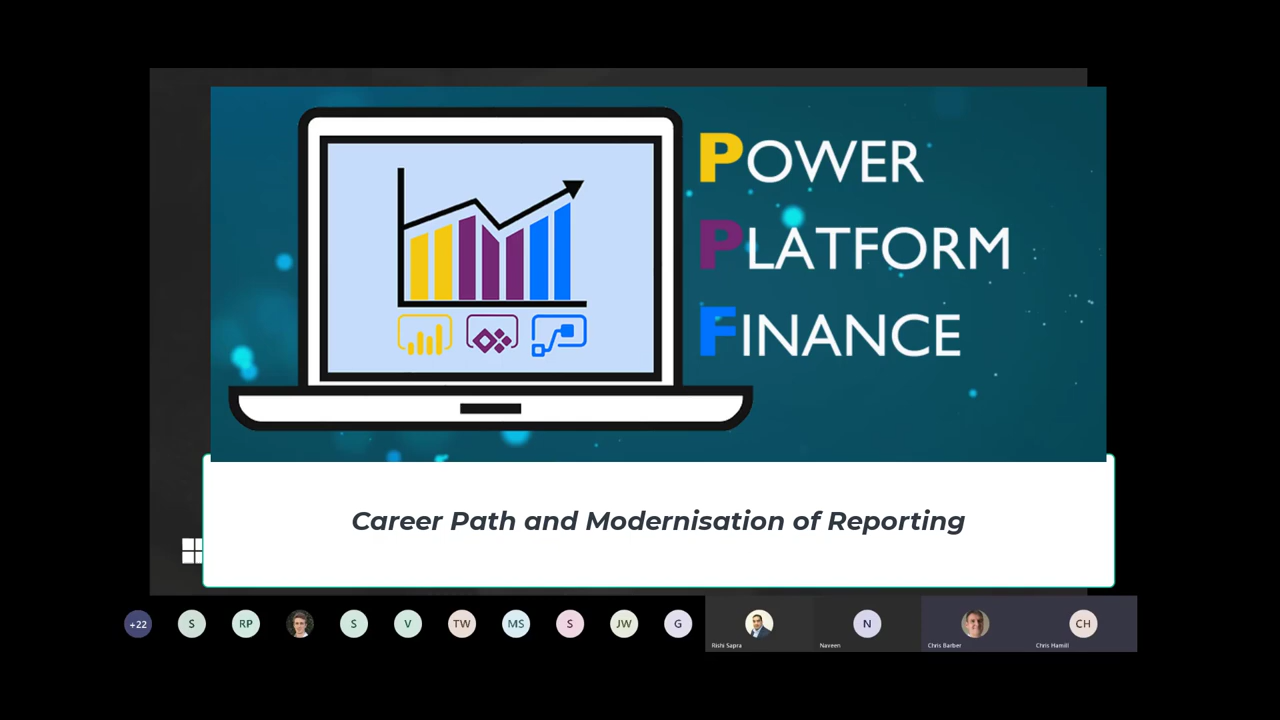 POWER
PLATFORM
FINANCE
Career Path and Modernisation of Reporting
+22
S
RP
S
V
TW
MS
S
JW
G
N
CH
Rishi Sapra
Naveen
Chris Barber
Chris Hamill